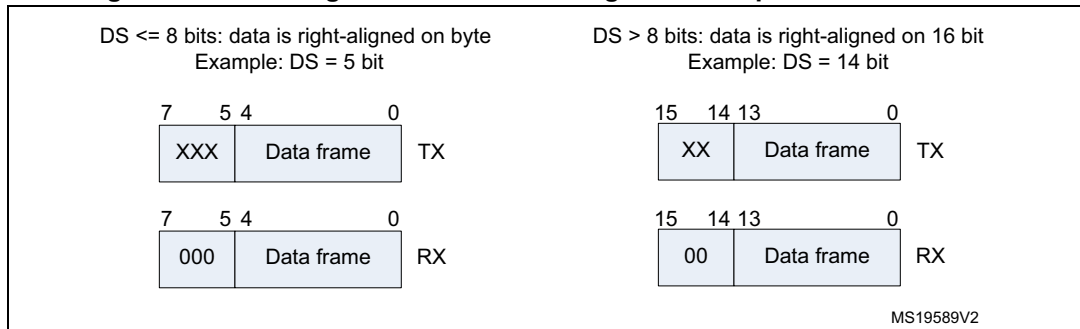 DS <= 8 bits: data is right-aligned on byte
Example: DS = 5 bit
7 5 4 0
XXX Data frame TX
7 5 4 0
000 Data frame RX
DS > 8 bits: data is right-aligned on 16 bit
Example: DS = 14 bit
15 14 13 0
XX Data frame TX
15 14 13 0
00 Data frame RX
MS19589V2